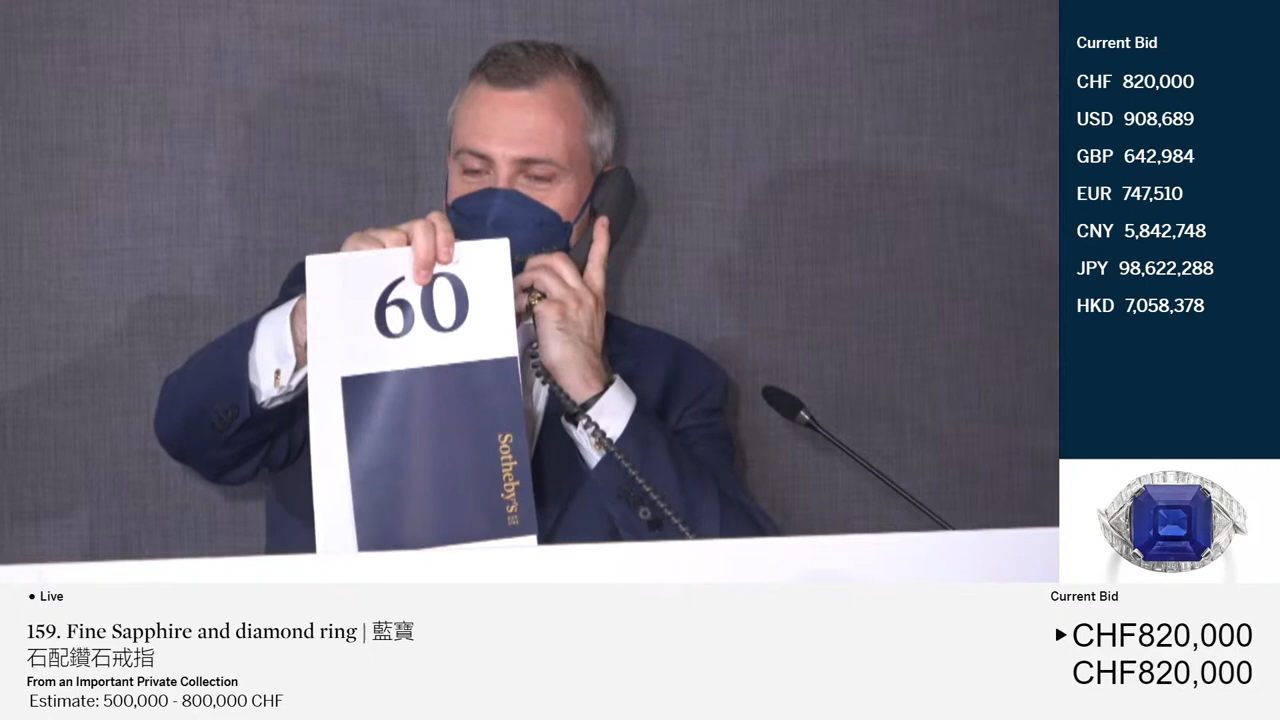 60
Sotheby's
Current Bid
CHF 820,000
USD 908,689
GBP 642,984
EUR 747,510
CNY 5,842,748
JPY 98,622,288
HKD 7,058,378
• Live
159. Fine Sapphire and diamond ring | 藍寶
石配鑽石戒指
From an Important Private Collection
Estimate: 500,000 - 800,000 CHF
Current Bid
▶CHF820,000
CHF820,000